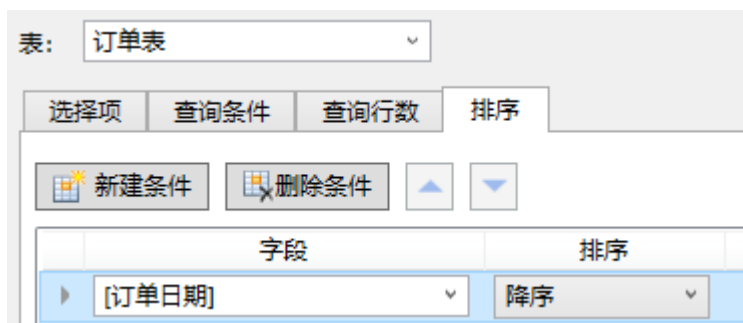 表: 订单表
选择项 查询条件 查询行数 排序
新建条件 删除条件
字段 排序
[订单日期] 降序